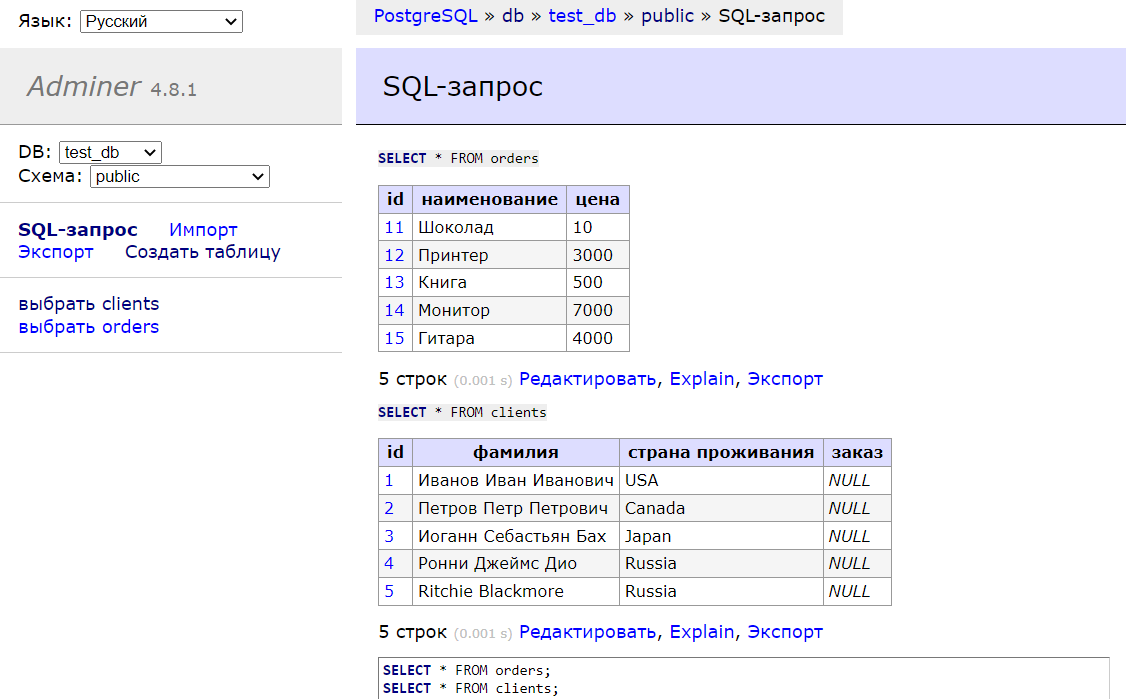 Язык: Русский
Adminer 4.8.1
DB: test_db
Схема: public
SQL-запрос Импорт
Экспорт Создать таблицу
выбрать clients
выбрать orders
PostgreSQL » db » test_db » public » SQL-запрос
SQL-запрос
SELECT * FROM orders
id наименование цена
11 Шоколад 10
12 Принтер 3000
13 Книга 500
14 Монитор 7000
15 Гитара 4000
5 строк (0.001 s) Редактировать, Explain, Экспорт
SELECT * FROM clients
id фамилия страна проживания заказ
1 Иванов Иван Иванович USA NULL
2 Петров Петр Петрович Canada NULL
3 Иоганн Себастьян Бах Japan NULL
4 Ронни Джеймс Дио Russia NULL
5 Ritchie Blackmore Russia NULL
5 строк (0.001 s) Редактировать, Explain, Экспорт
SELECT * FROM orders;
SELECT * FROM clients;